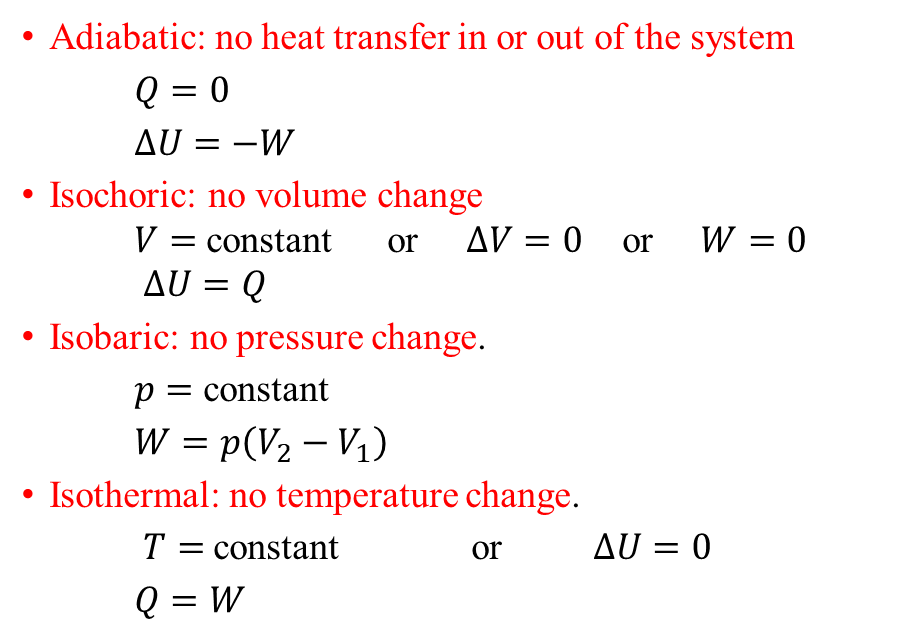 • Adiabatic: no heat transfer in or out of the system
𝑄 = 0
Δ𝑈 = −𝑊
• Isochoric: no volume change
𝑉 = constant or Δ𝑉 = 0 or 𝑊 = 0
Δ𝑈 = 𝑄
• Isobaric: no pressure change.
𝑝 = constant
𝑊 = 𝑝(𝑉₂ − 𝑉₁)
• Isothermal: no temperature change.
𝑇 = constant or Δ𝑈 = 0
𝑄 = 𝑊